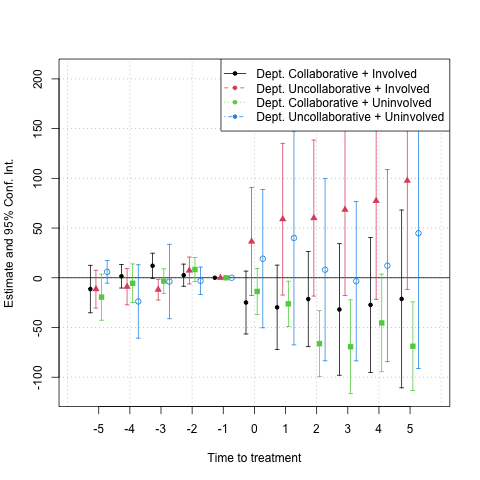 Dept. Collaborative + Involved
Dept. Uncollaborative + Involved
Dept. Collaborative + Uninvolved
Dept. Uncollaborative + Uninvolved
Estimate and 95% Conf. Int.
200
150
100
50
0
-50
-100
-5 -4 -3 -2 -1 0 1 2 3 4 5
Time to treatment